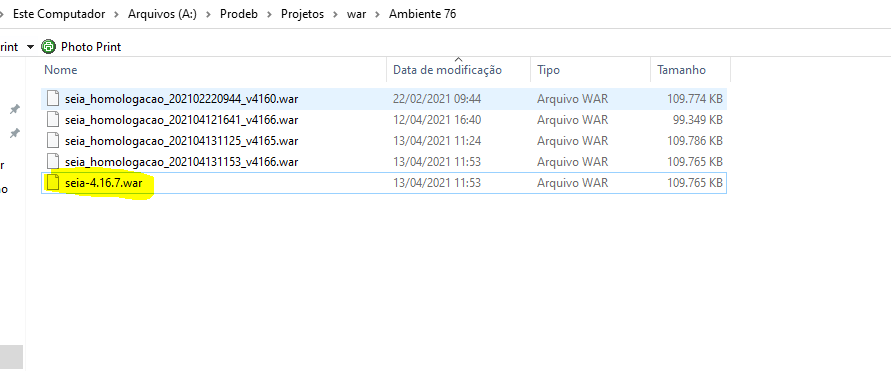 Este Computador > Arquivos (A:) > Prodeb > Projetos > war > Ambiente 76
rint Photo Print
Nome Data de modificação Tipo Tamanho
seia_homologacao_202102220944_v4160.war 22/02/2021 09:44 Arquivo WAR 109.774 KB
seia_homologacao_202104121641_v4166.war 12/04/2021 16:40 Arquivo WAR 99.349 KB
seia_homologacao_202104131125_v4165.war 13/04/2021 11:24 Arquivo WAR 109.786 KB
seia_homologacao_202104131153_v4166.war 13/04/2021 11:53 Arquivo WAR 109.765 KB
r
seia-4.16.7.war 13/04/2021 11:53 Arquivo WAR 109.765 KB
o